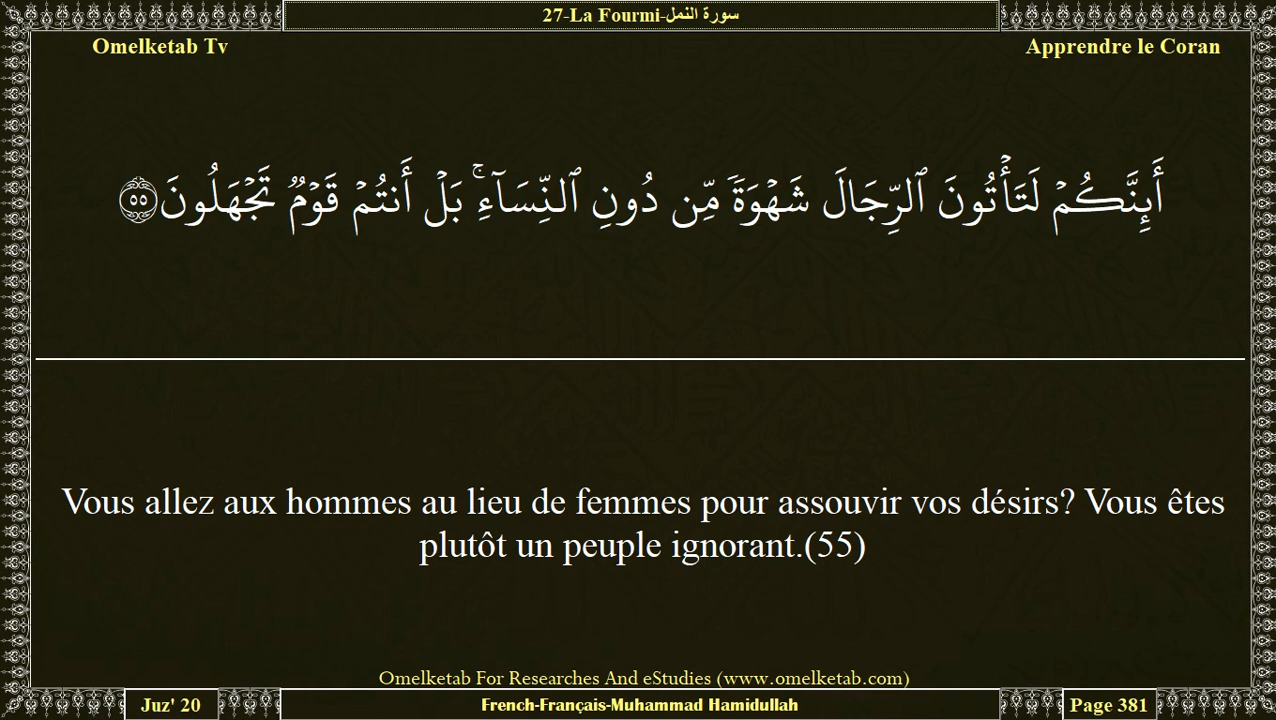 27-La Fourmi-سورة النمل
Omelketab Tv
Apprendre le Coran
أَئِنَّكُمۡ لَتَأۡتُونَ ٱلرِّجَالَ شَهۡوَةٗ مِّن دُونِ ٱلنِّسَآءِۚ بَلۡ أَنتُمۡ قَوۡمٞ تَجۡهَلُونَ ٥٥
Vous allez aux hommes au lieu de femmes pour assouvir vos désirs? Vous êtes
plutôt un peuple ignorant.(55)
Omelketab For Researches And eStudies (www.omelketab.com)
Juz' 20
French-Français-Muhammad Hamidullah
Page 381